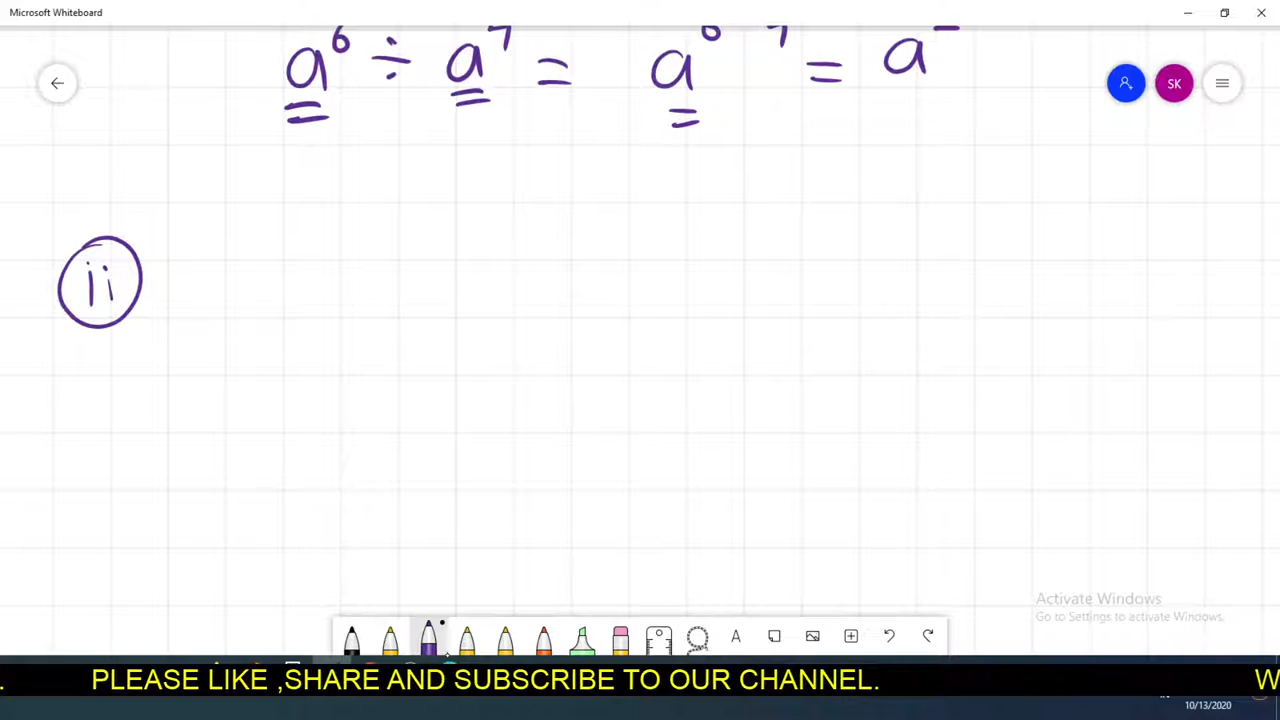 Microsoft Whiteboard
a⁶ ÷ a⁷ = a⁶ ⁷ = a⁻
SK
ii
A
Activate Windows
Go to Settings to activate Windows.
. PLEASE LIKE ,SHARE AND SUBSCRIBE TO OUR CHANNEL. W
10/13/2020